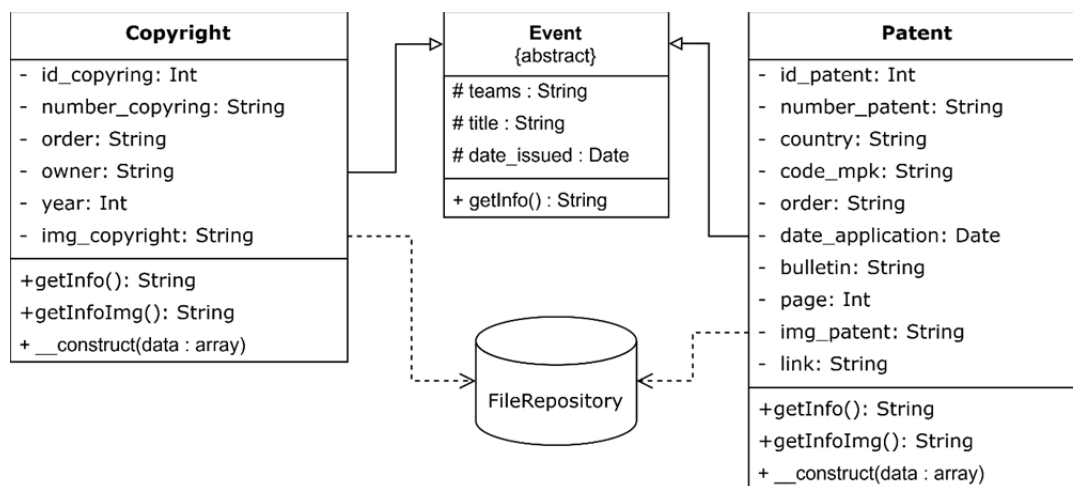 Copyright
- id_copyring: Int
- number_copyring: String
- order: String
- owner: String
- year: Int
- img_copyright: String
+getInfo(): String
+getInfoImg(): String
+ __construct(data : array)
Event
{abstract}
# teams : String
# title : String
# date_issued : Date
+ getInfo() : String
FileRepository
Patent
- id_patent: Int
- number_patent: String
- country: String
- code_mpk: String
- order: String
- date_application: Date
- bulletin: String
- page: Int
- img_patent: String
- link: String
+getInfo(): String
+getInfoImg(): String
+ __construct(data : array)